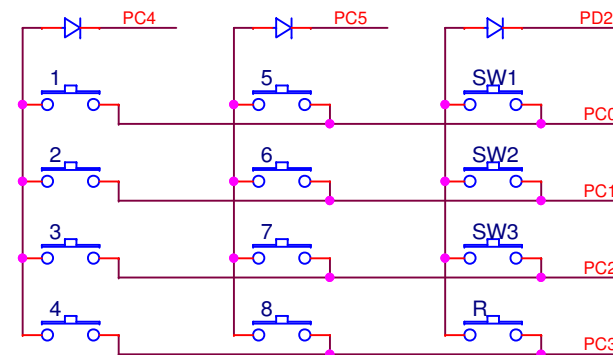 PC4 PC5 PD2
1 5 SW1
PC0
2 6 SW2
PC1
3 7 SW3
PC2
4 8 R
PC3